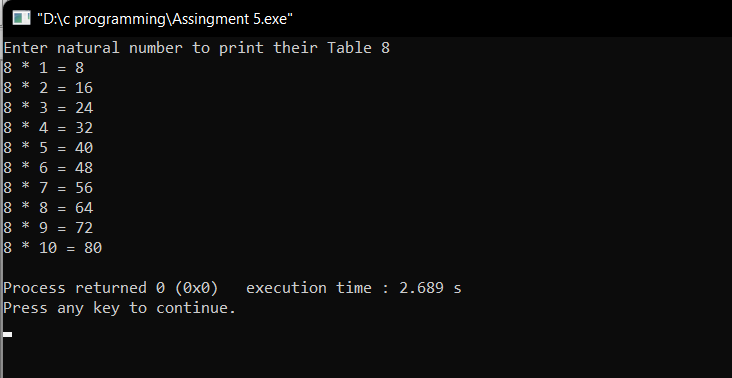 "D:\c programming\Assingment 5.exe"
Enter natural number to print their Table 8
8 * 1 = 8
8 * 2 = 16
8 * 3 = 24
8 * 4 = 32
8 * 5 = 40
8 * 6 = 48
8 * 7 = 56
8 * 8 = 64
8 * 9 = 72
8 * 10 = 80
Process returned 0 (0x0)   execution time : 2.689 s
Press any key to continue.